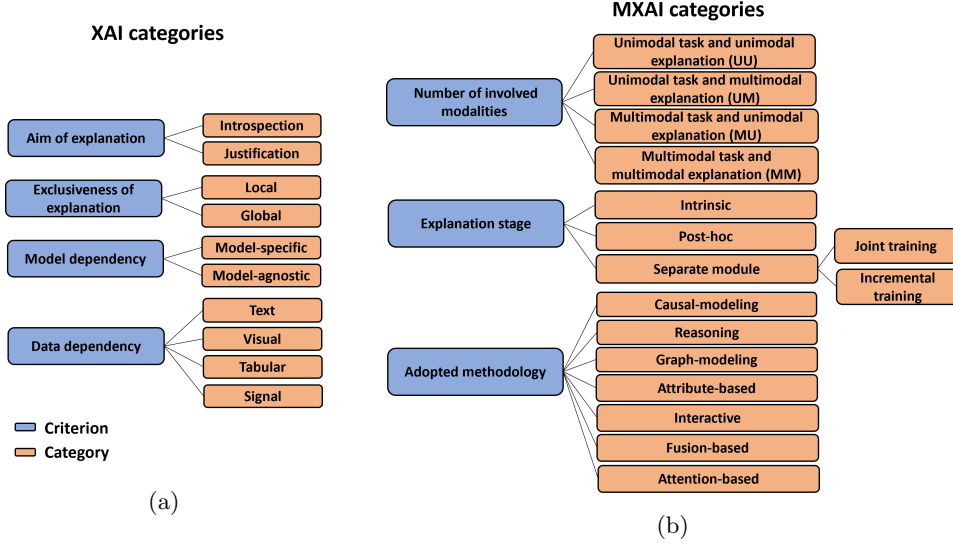 XAI categories
Aim of explanation
Introspection
Justification
Exclusiveness of
explanation
Local
Global
Model dependency
Model-specific
Model-agnostic
Data dependency
Text
Visual
Tabular
Signal
Criterion
Category
(a)
MXAI categories
Number of involved
modalities
Unimodal task and unimodal
explanation (UU)
Unimodal task and multimodal
explanation (UM)
Multimodal task and unimodal
explanation (MU)
Multimodal task and
multimodal explanation (MM)
Explanation stage
Intrinsic
Post-hoc
Separate module
Joint training
Incremental
training
Adopted methodology
Causal-modeling
Reasoning
Graph-modeling
Attribute-based
Interactive
Fusion-based
Attention-based
(b)